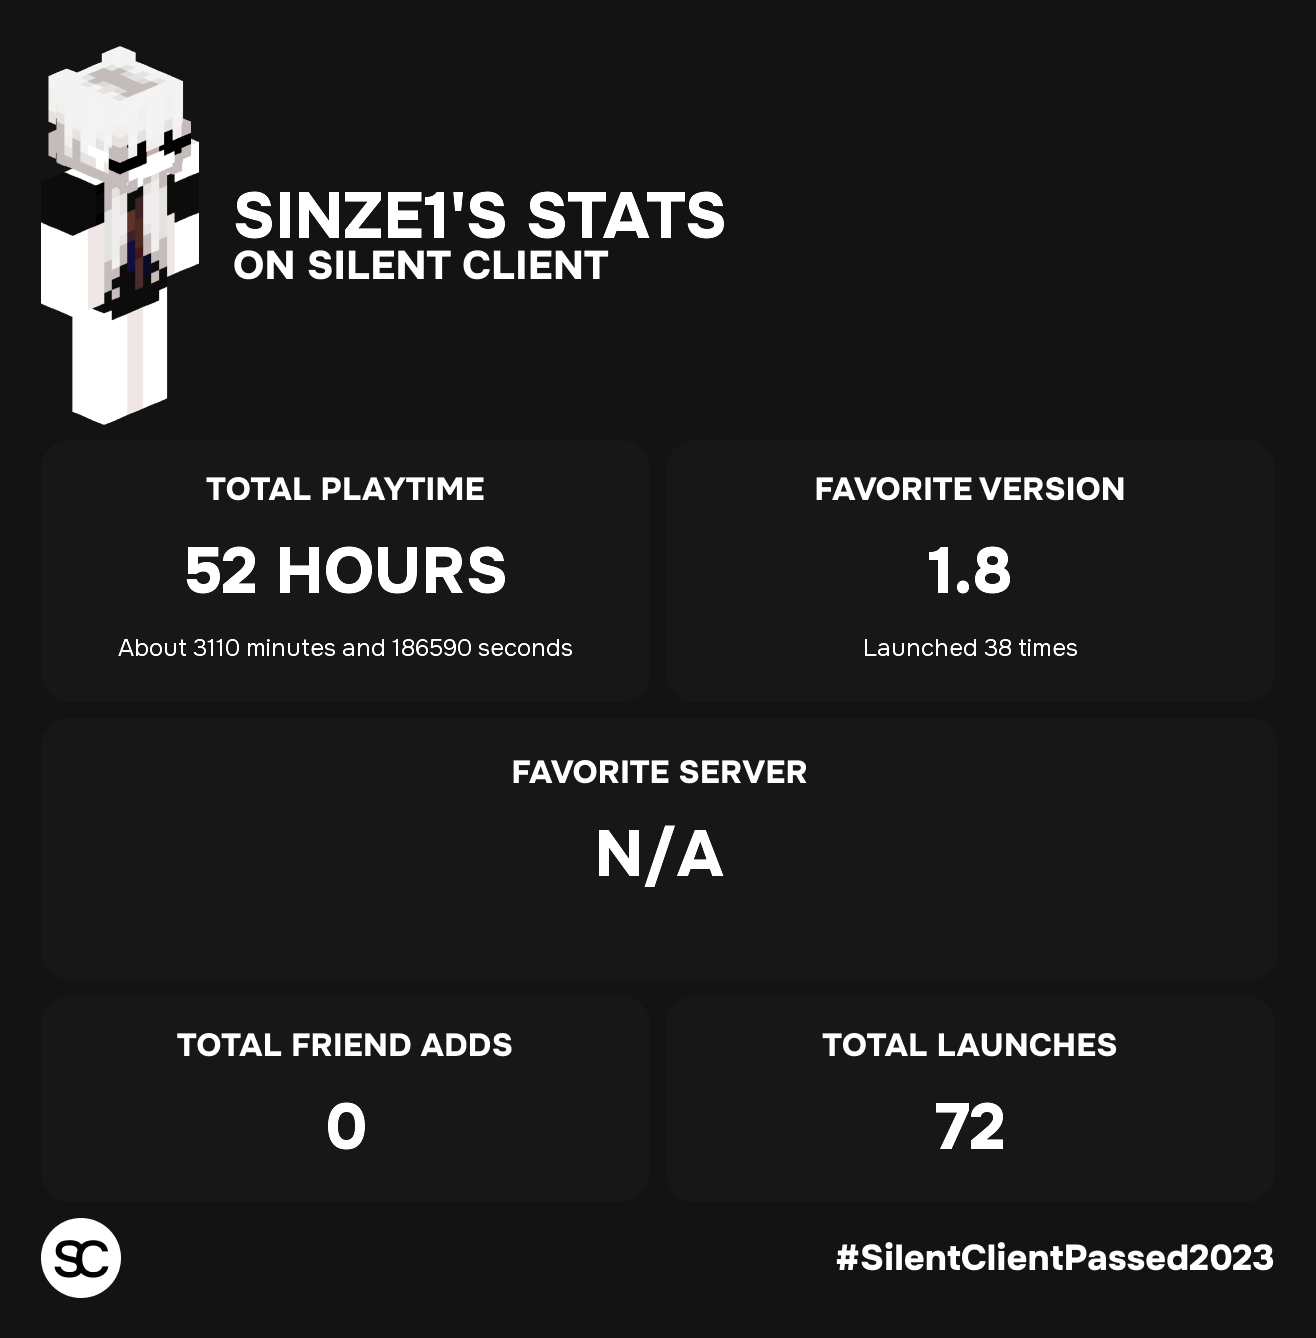 SINZE1'S STATS
ON SILENT CLIENT
TOTAL PLAYTIME
52 HOURS
About 3110 minutes and 186590 seconds
FAVORITE VERSION
1.8
Launched 38 times
FAVORITE SERVER
N/A
TOTAL FRIEND ADDS
0
TOTAL LAUNCHES
72
SC
#SilentClientPassed2023